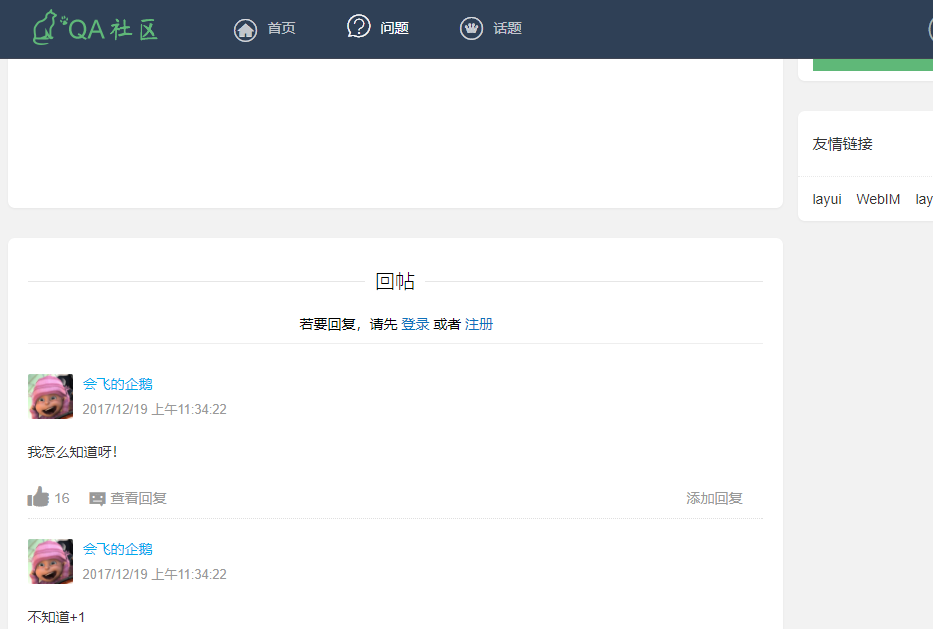 QA社区 首页 问题 话题
友情链接
layui WebIM lay
回帖
若要回复，请先 登录 或者 注册
会飞的企鹅
2017/12/19 上午11:34:22
我怎么知道呀！
16 查看回复 添加回复
会飞的企鹅
2017/12/19 上午11:34:22
不知道+1